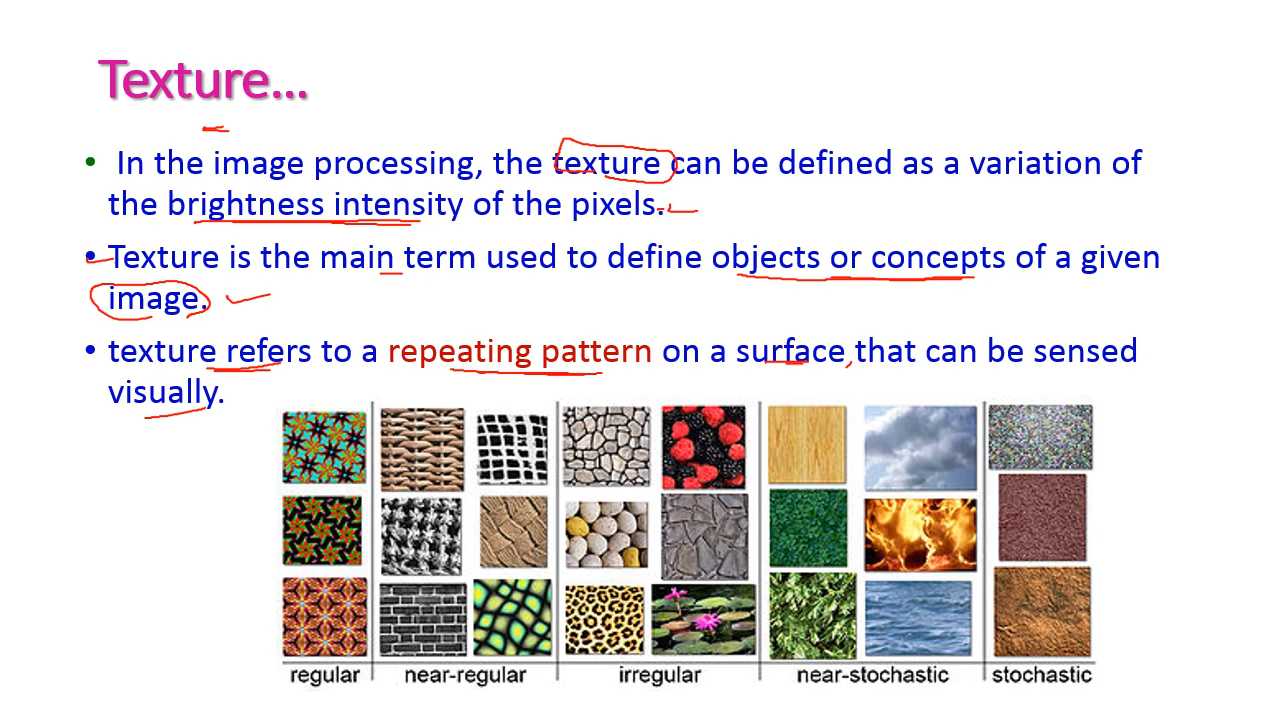 Texture...
• In the image processing, the texture can be defined as a variation of
the brightness intensity of the pixels.
• Texture is the main term used to define objects or concepts of a given
image.
• texture refers to a repeating pattern on a surface that can be sensed
visually.
regular near-regular irregular near-stochastic stochastic